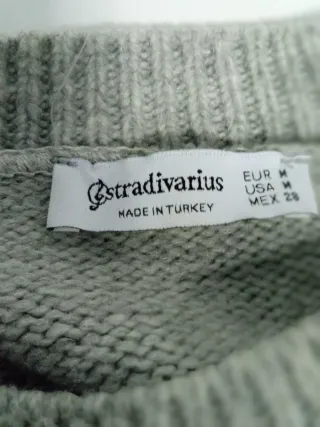 stradivarius
MADE IN TURKEY
EUR M
USA M
MEX 28